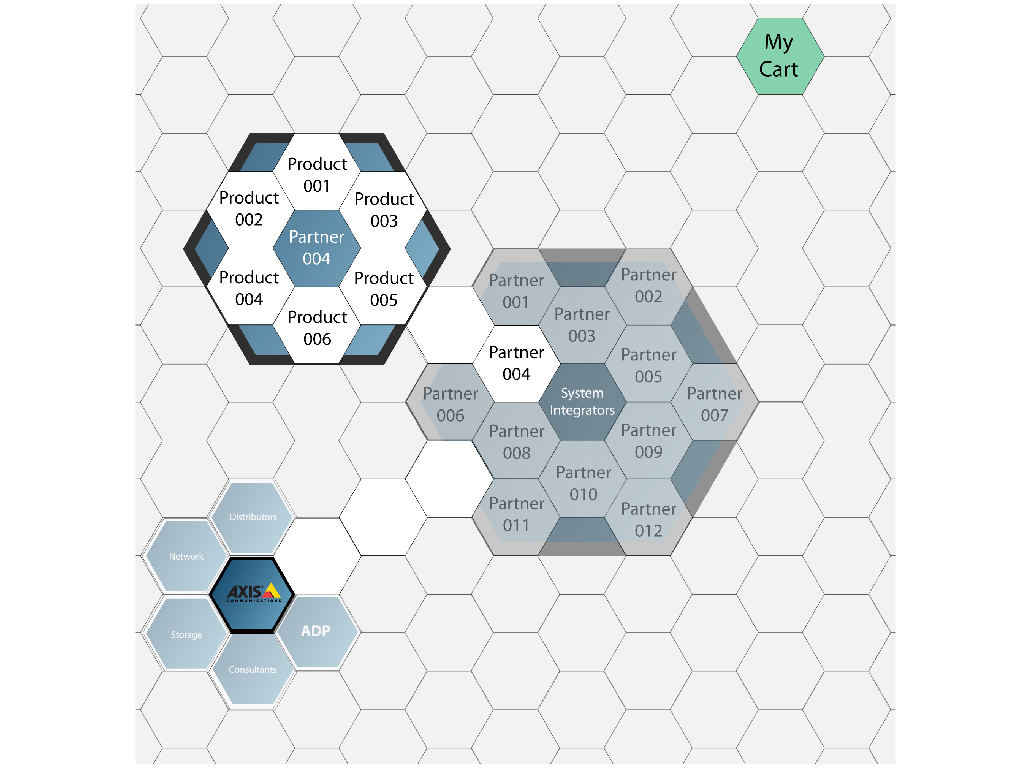 My
Cart
Product
001
Product
002
Product
003
Partner
004
Product
004
Product
005
Product
006
Partner
001
Partner
002
Partner
003
Partner
004
Partner
005
Partner
006
System
Integrators
Partner
007
Partner
008
Partner
009
Partner
010
Partner
011
Partner
012
Distributors
Network
AXIS
COMMUNICATIONS
Storage
ADP
Consultants